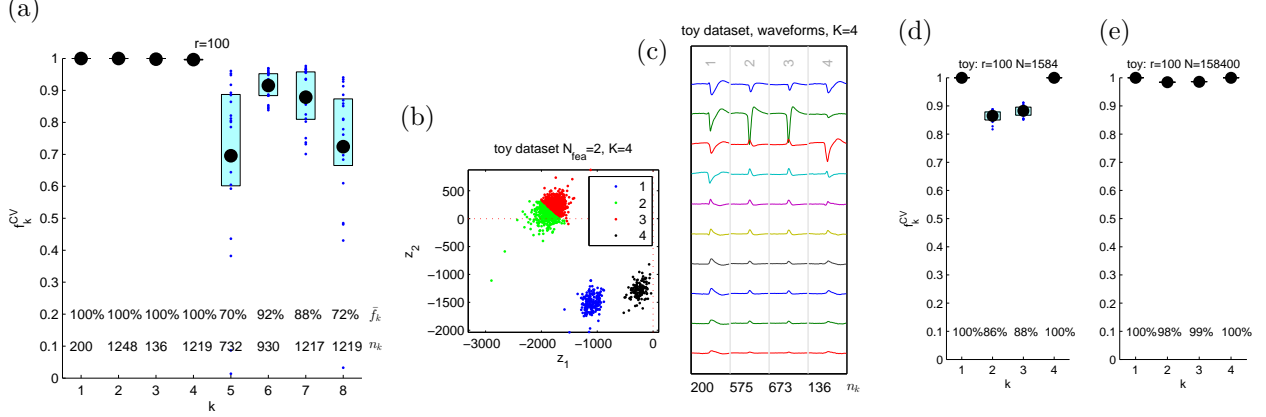 (a)
r=100
1
0.9
0.8
0.7
0.6
0.5
0.4
0.3
0.2
0.1
0
f_k^CV
100% 100% 100% 100% 70% 92% 88% 72% f̄_k
200 1248 136 1219 732 930 1217 1219 n_k
1 2 3 4 5 6 7 8
k
(b)
toy dataset N_fea=2, K=4
500
0
−500
−1000
−1500
−2000
z_2
1
2
3
4
−3000 −2000 −1000 0
z_1
(c)
toy dataset, waveforms, K=4
1 2 3 4
200 575 673 136 n_k
(d)
toy: r=100 N=1584
1
0.9
0.8
0.7
0.6
0.5
0.4
0.3
0.2
0.1
0
f_k^CV
100% 86% 88% 100%
1 2 3 4
k
(e)
toy: r=100 N=158400
1
0.9
0.8
0.7
0.6
0.5
0.4
0.3
0.2
0.1
0
100% 98% 99% 100%
1 2 3 4
k